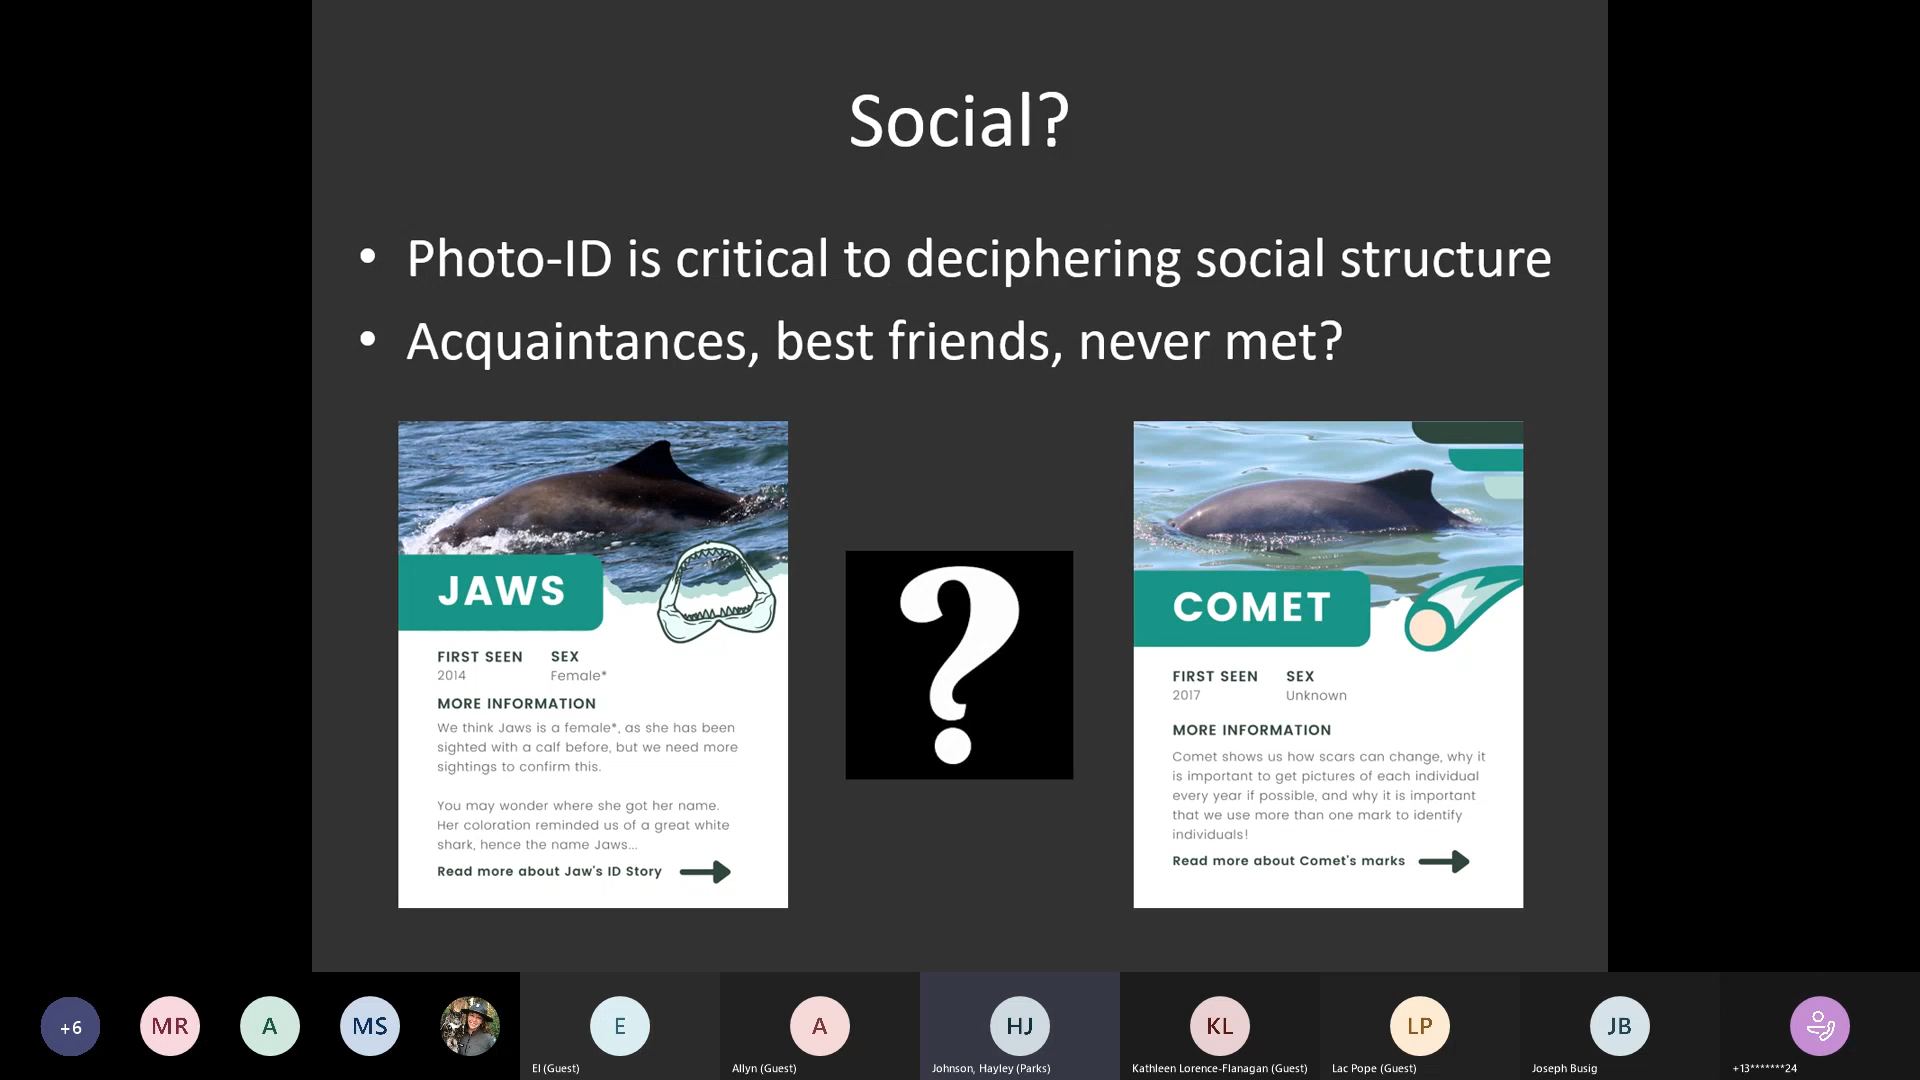 Social?
• Photo-ID is critical to deciphering social structure
• Acquaintances, best friends, never met?
JAWS
FIRST SEEN SEX
2014 Female*
MORE INFORMATION
We think Jaws is a female*, as she has been
sighted with a calf before, but we need more
sightings to confirm this.
You may wonder where she got her name.
Her coloration reminded us of a great white
shark, hence the name Jaws...
Read more about Jaw's ID Story
?
COMET
FIRST SEEN SEX
2017 Unknown
MORE INFORMATION
Comet shows us how scars can change, why it
is important to get pictures of each individual
every year if possible, and why it is important
that we use more than one mark to identify
individuals!
Read more about Comet's marks
+6 MR A MS E A HJ KL LP JB
El (Guest) Allyn (Guest) Johnson, Hayley (Parks) Kathleen Lorence-Flanagan (Guest) Lac Pope (Guest) Joseph Busig +13*******24